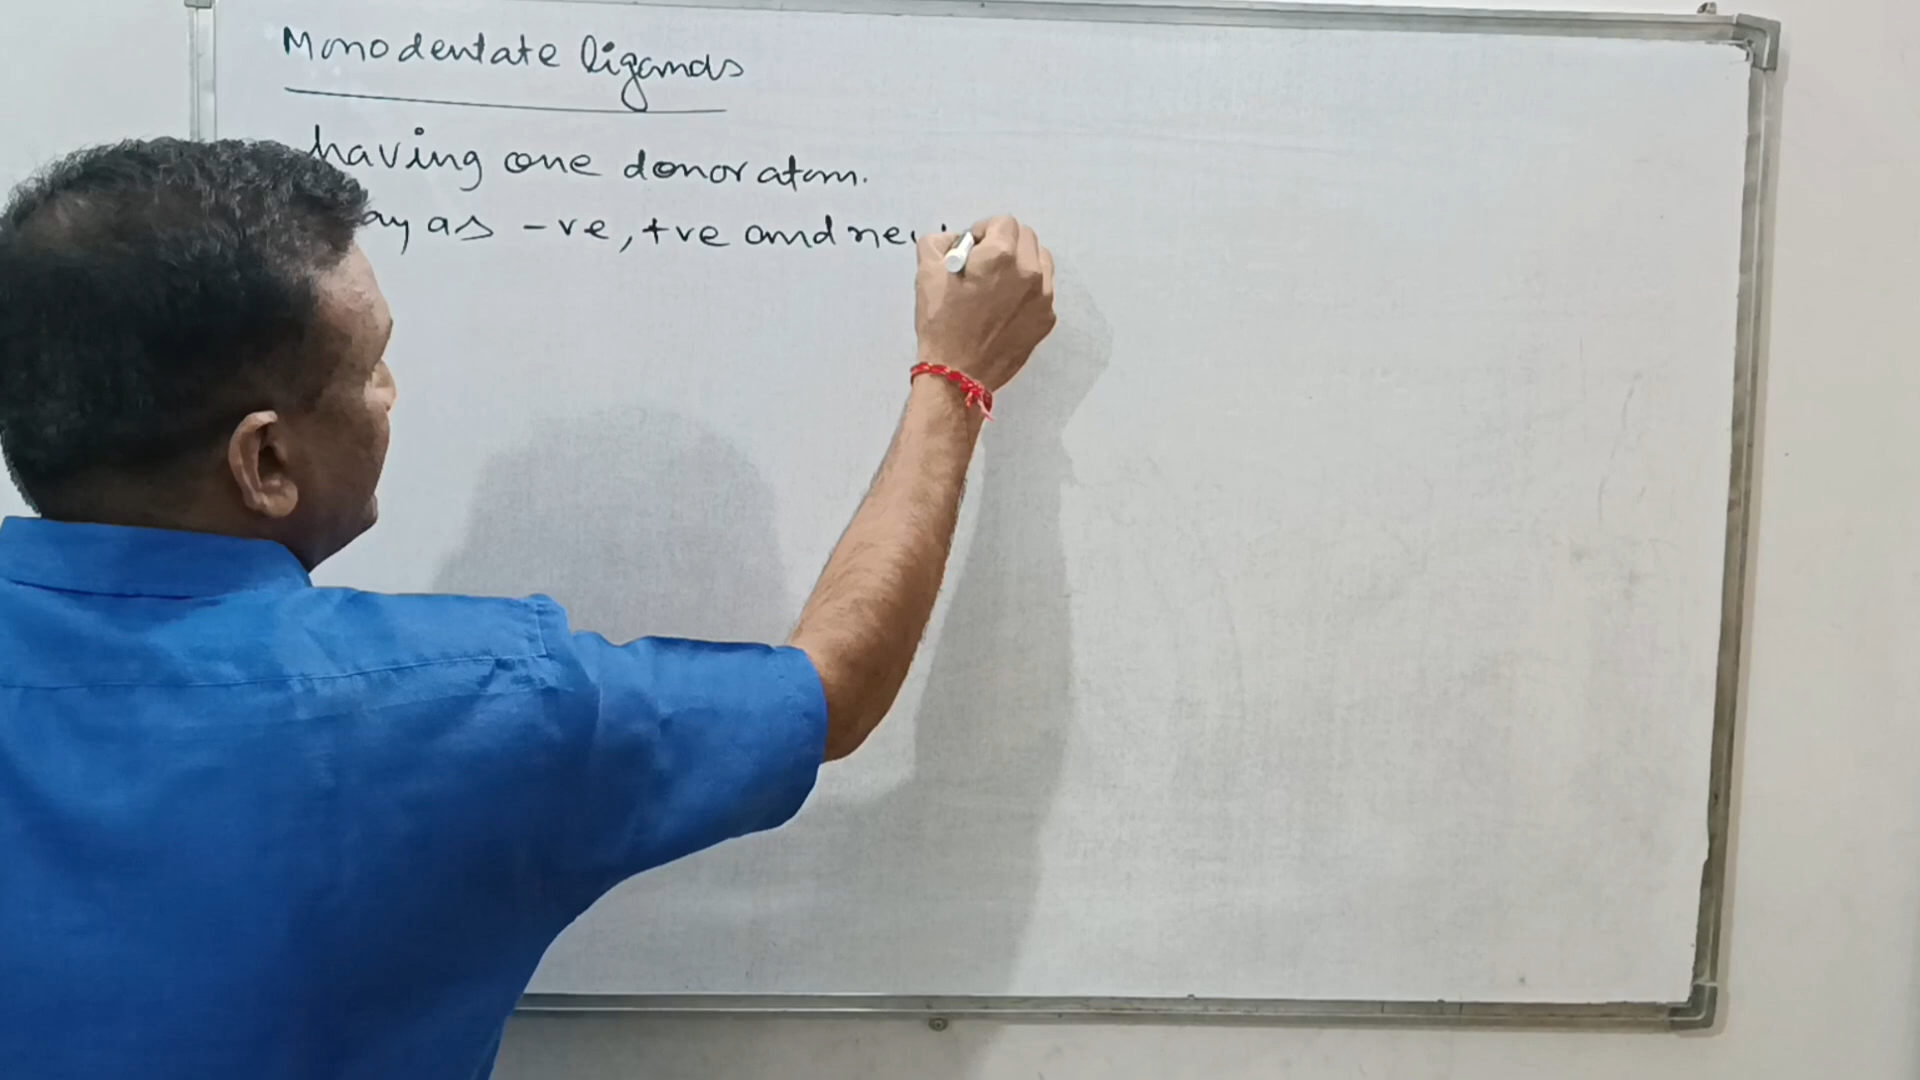 Monodentate ligands
having one donor atom.
as -ve, +ve and